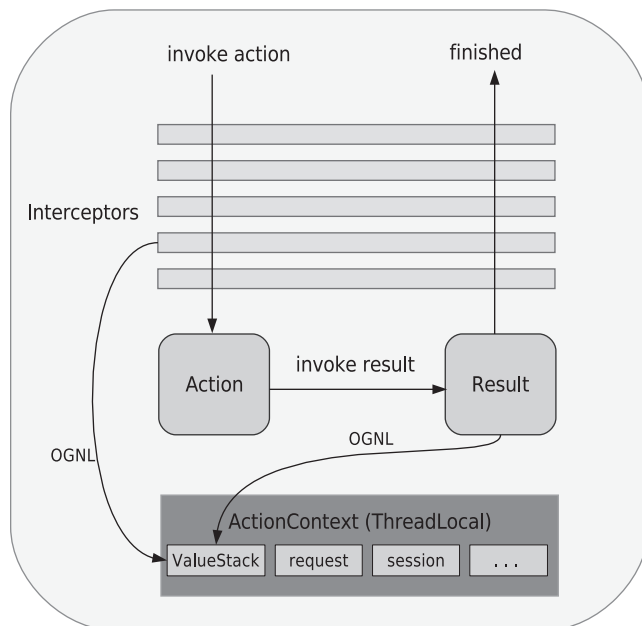 invoke action
finished
Interceptors
Action
invoke result
Result
OGNL
OGNL
ActionContext (ThreadLocal)
ValueStack
request
session
...